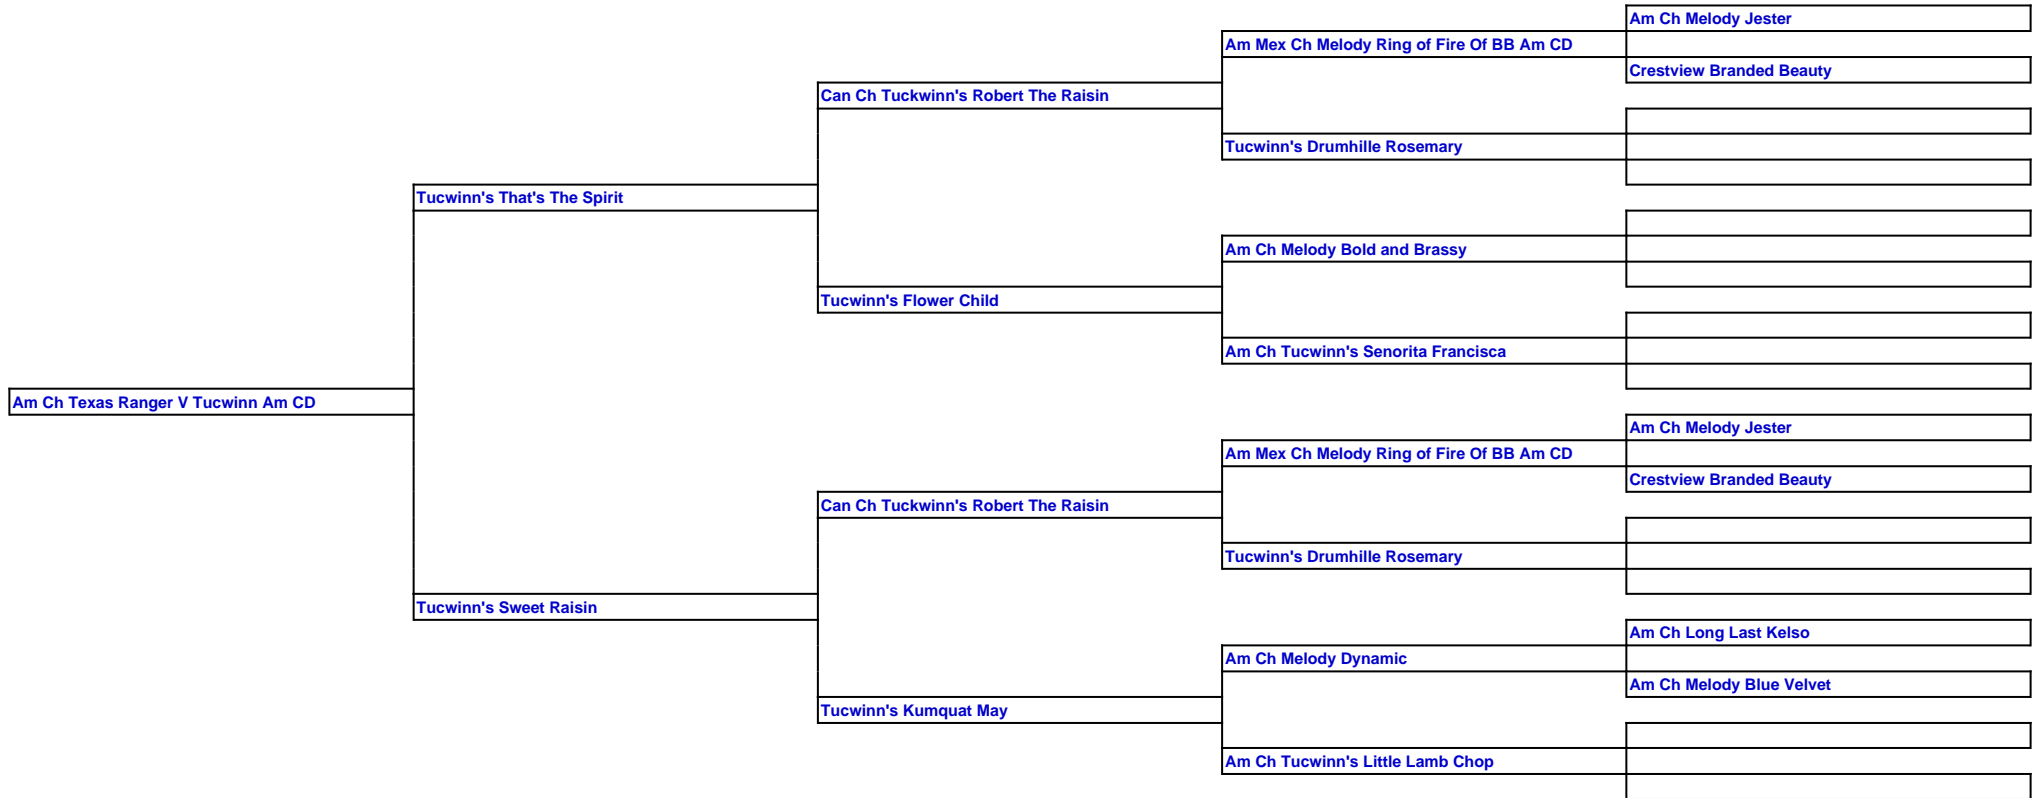 Am Ch Melody Jester
Am Mex Ch Melody Ring of Fire Of BB Am CD
Crestview Branded Beauty
Can Ch Tuckwinn's Robert The Raisin
Tucwinn's Drumhille Rosemary
Tucwinn's That's The Spirit
Am Ch Melody Bold and Brassy
Tucwinn's Flower Child
Am Ch Tucwinn's Senorita Francisca
Am Ch Texas Ranger V Tucwinn Am CD
Am Ch Melody Jester
Am Mex Ch Melody Ring of Fire Of BB Am CD
Crestview Branded Beauty
Can Ch Tuckwinn's Robert The Raisin
Tucwinn's Drumhille Rosemary
Tucwinn's Sweet Raisin
Am Ch Long Last Kelso
Am Ch Melody Dynamic
Am Ch Melody Blue Velvet
Tucwinn's Kumquat May
Am Ch Tucwinn's Little Lamb Chop